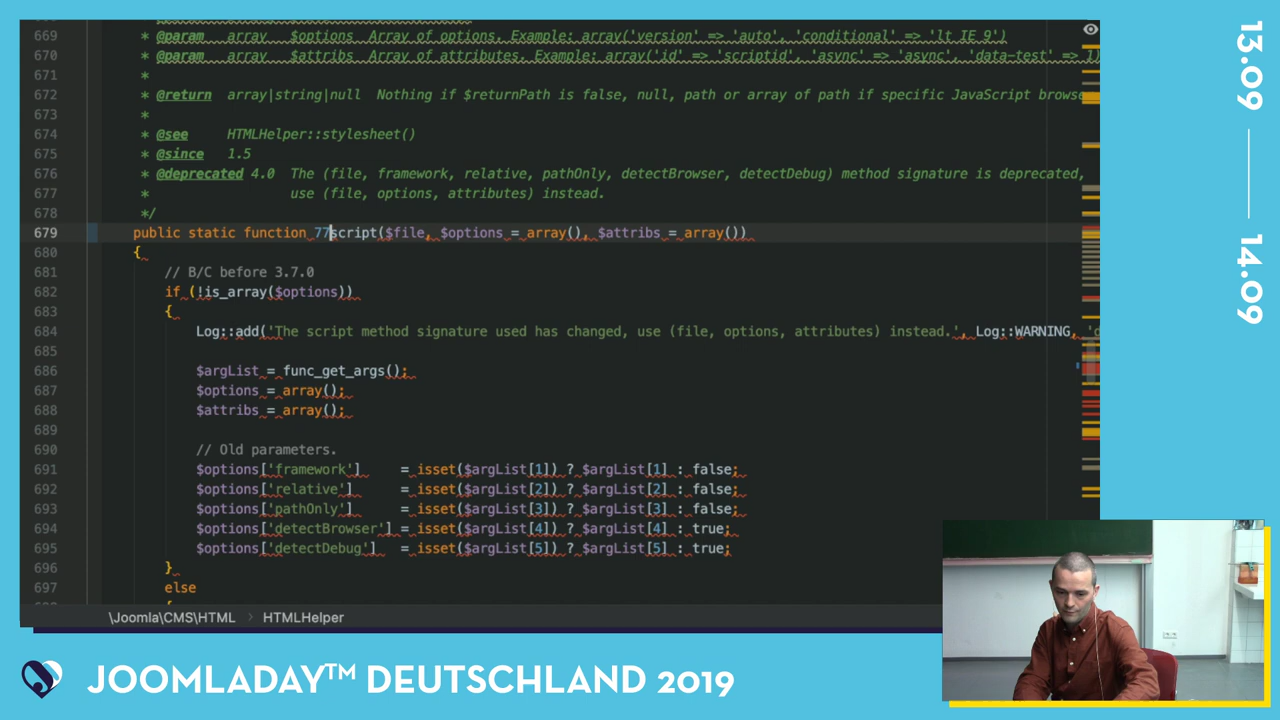 669 * @param array $options Array of options. Example: array('version' => 'auto', 'conditional' => 'lt IE 9')
670 * @param array $attribs Array of attributes. Example: array('id' => 'scriptid', 'async' => 'async', 'data-test' => 1)
671 *
672 * @return array|string|null Nothing if $returnPath is false, null, path or array of path if specific JavaScript browse
673 *
674 * @see HTMLHelper::stylesheet()
675 * @since 1.5
676 * @deprecated 4.0 The (file, framework, relative, pathOnly, detectBrowser, detectDebug) method signature is deprecated,
677 * use (file, options, attributes) instead.
678 */
679 public static function 77script($file, $options = array(), $attribs = array())
680 {
681 // B/C before 3.7.0
682 if (!is_array($options))
683 {
684 Log::add('The script method signature used has changed, use (file, options, attributes) instead.', Log::WARNING, 'd
685
686 $argList = func_get_args();
687 $options = array();
688 $attribs = array();
689
690 // Old parameters.
691 $options['framework'] = isset($argList[1]) ? $argList[1] : false;
692 $options['relative'] = isset($argList[2]) ? $argList[2] : false;
693 $options['pathOnly'] = isset($argList[3]) ? $argList[3] : false;
694 $options['detectBrowser'] = isset($argList[4]) ? $argList[4] : true;
695 $options['detectDebug'] = isset($argList[5]) ? $argList[5] : true;
696 }
697 else
\Joomla\CMS\HTML › HTMLHelper
13.09 — 14.09
JOOMLADAY™ DEUTSCHLAND 2019